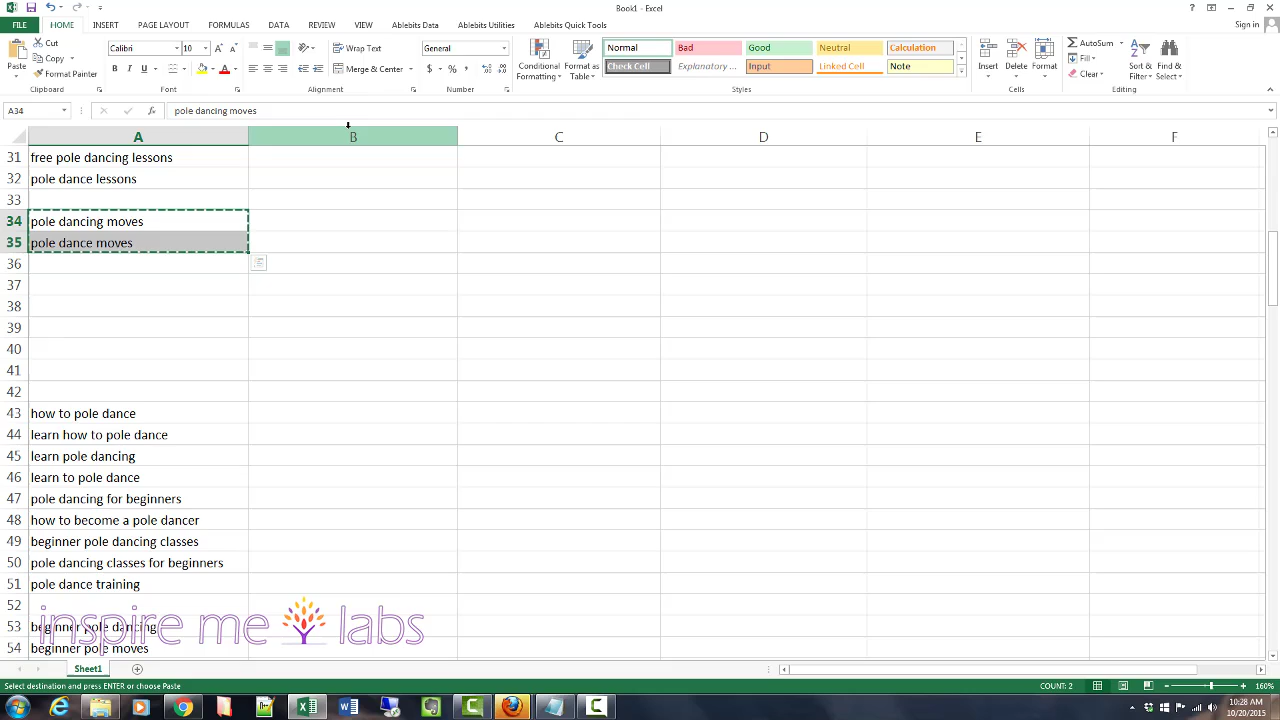 Book1 - Excel
Sign in
FILE HOME INSERT PAGE LAYOUT FORMULAS DATA REVIEW VIEW Ablebits Data Ablebits Utilities Ablebits Quick Tools
Paste
Cut
Copy
Format Painter
Clipboard
Calibri 10
B I U
Font
Wrap Text
Merge & Center
Alignment
General
$ % ,
Number
Conditional Formatting
Format as Table
Normal Bad Good Neutral Calculation
Check Cell Explanatory ... Input Linked Cell Note
Styles
Insert Delete Format
Cells
AutoSum
Fill
Clear
Sort & Filter
Find & Select
Editing
A34 fx pole dancing moves
A B C D E F
31 free pole dancing lessons
32 pole dance lessons
33
34 pole dancing moves
35 pole dance moves
36
37
38
39
40
41
42
43 how to pole dance
44 learn how to pole dance
45 learn pole dancing
46 learn to pole dance
47 pole dancing for beginners
48 how to become a pole dancer
49 beginner pole dancing classes
50 pole dancing classes for beginners
51 pole dance training
52
53 beginner pole dancing
54 beginner pole moves
inspire me labs
Sheet1
Select destination and press ENTER or choose Paste
COUNT: 2
160%
10:28 AM
10/20/2015